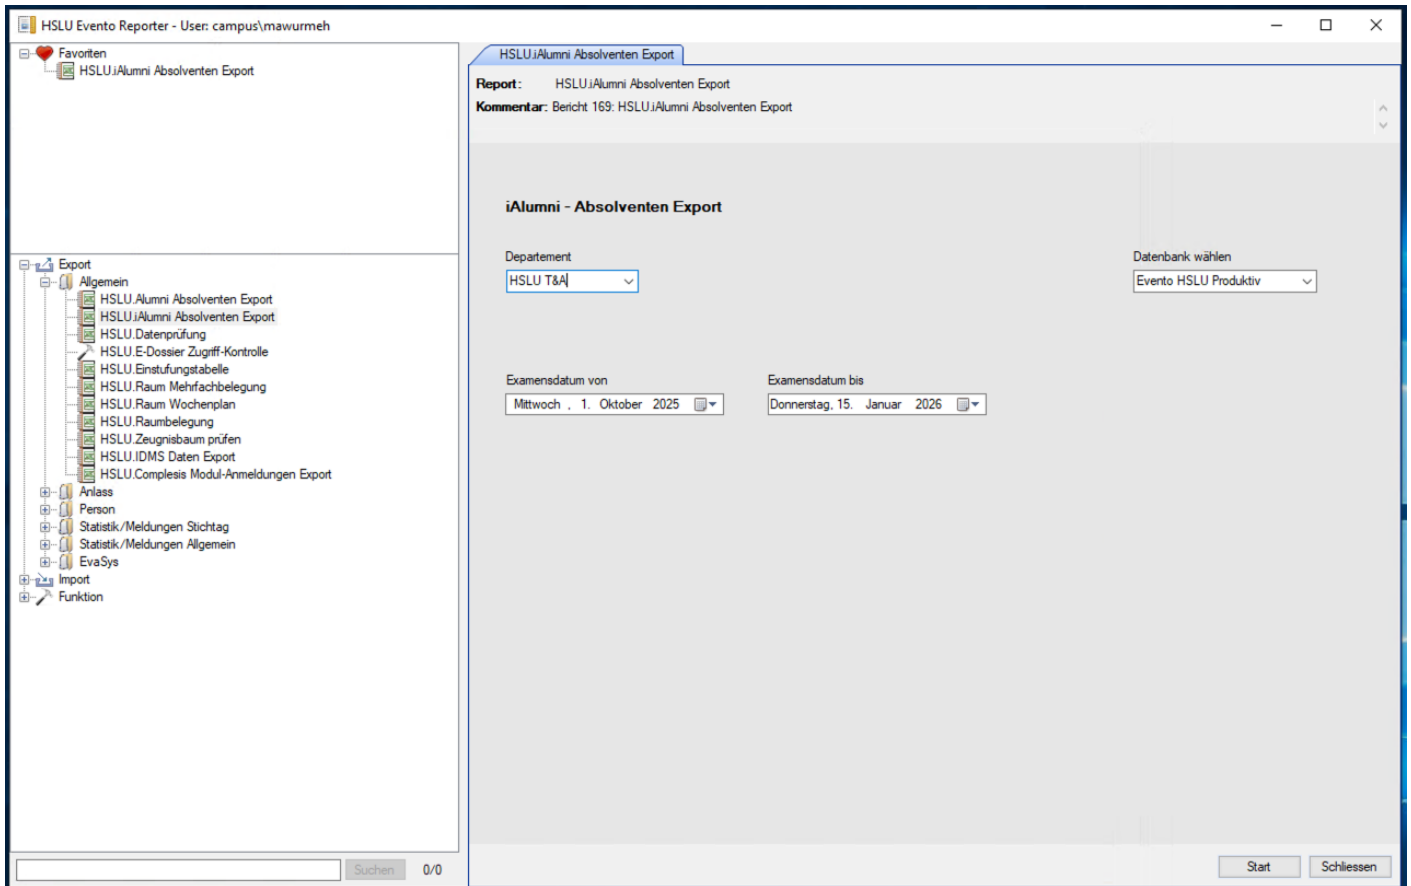 HSLU Evento Reporter - User: campus\mawurmeh
Favoriten
HSLU.iAlumni Absolventen Export
Export
Allgemein
HSLU.Alumni Absolventen Export
HSLU.iAlumni Absolventen Export
HSLU.Datenprüfung
HSLU.E-Dossier Zugriff-Kontrolle
HSLU.Einstufungstabelle
HSLU.Raum Mehrfachbelegung
HSLU.Raum Wochenplan
HSLU.Raumbelegung
HSLU.Zeugnisbaum prüfen
HSLU.IDMS Daten Export
HSLU.Complesis Modul-Anmeldungen Export
Anlass
Person
Statistik/Meldungen Stichtag
Statistik/Meldungen Allgemein
EvaSys
Import
Funktion
Suchen 0/0
HSLU.iAlumni Absolventen Export
Report: HSLU.iAlumni Absolventen Export
Kommentar: Bericht 169: HSLU.iAlumni Absolventen Export
iAlumni - Absolventen Export
Departement Datenbank wählen
HSLU T&A Evento HSLU Produktiv
Examensdatum von Examensdatum bis
Mittwoch , 1. Oktober 2025 Donnerstag, 15. Januar 2026
Start Schliessen